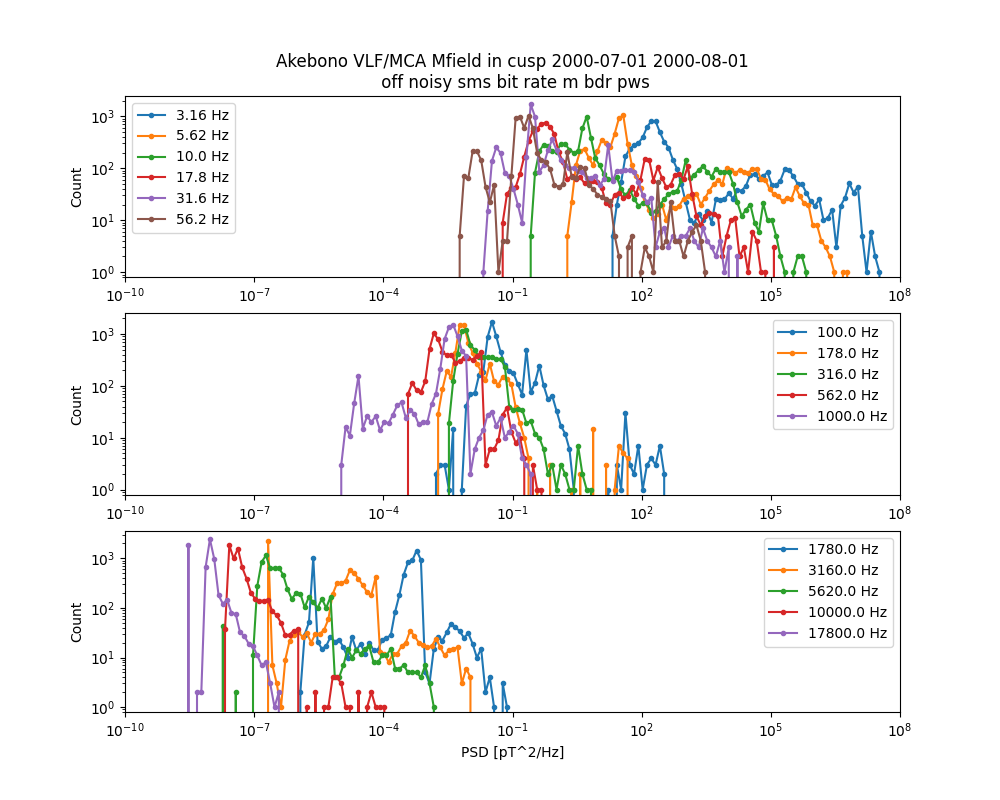 Akebono VLF/MCA Mfield in cusp 2000-07-01 2000-08-01
off noisy sms bit rate m bdr pws
Count
10^3
10^2
10^1
10^0
3.16 Hz
5.62 Hz
10.0 Hz
17.8 Hz
31.6 Hz
56.2 Hz
10^-10
10^-7
10^-4
10^-1
10^2
10^5
10^8
Count
10^3
10^2
10^1
10^0
100.0 Hz
178.0 Hz
316.0 Hz
562.0 Hz
1000.0 Hz
10^-10
10^-7
10^-4
10^-1
10^2
10^5
10^8
Count
10^3
10^2
10^1
10^0
1780.0 Hz
3160.0 Hz
5620.0 Hz
10000.0 Hz
17800.0 Hz
10^-10
10^-7
10^-4
10^-1
10^2
10^5
10^8
PSD [pT^2/Hz]